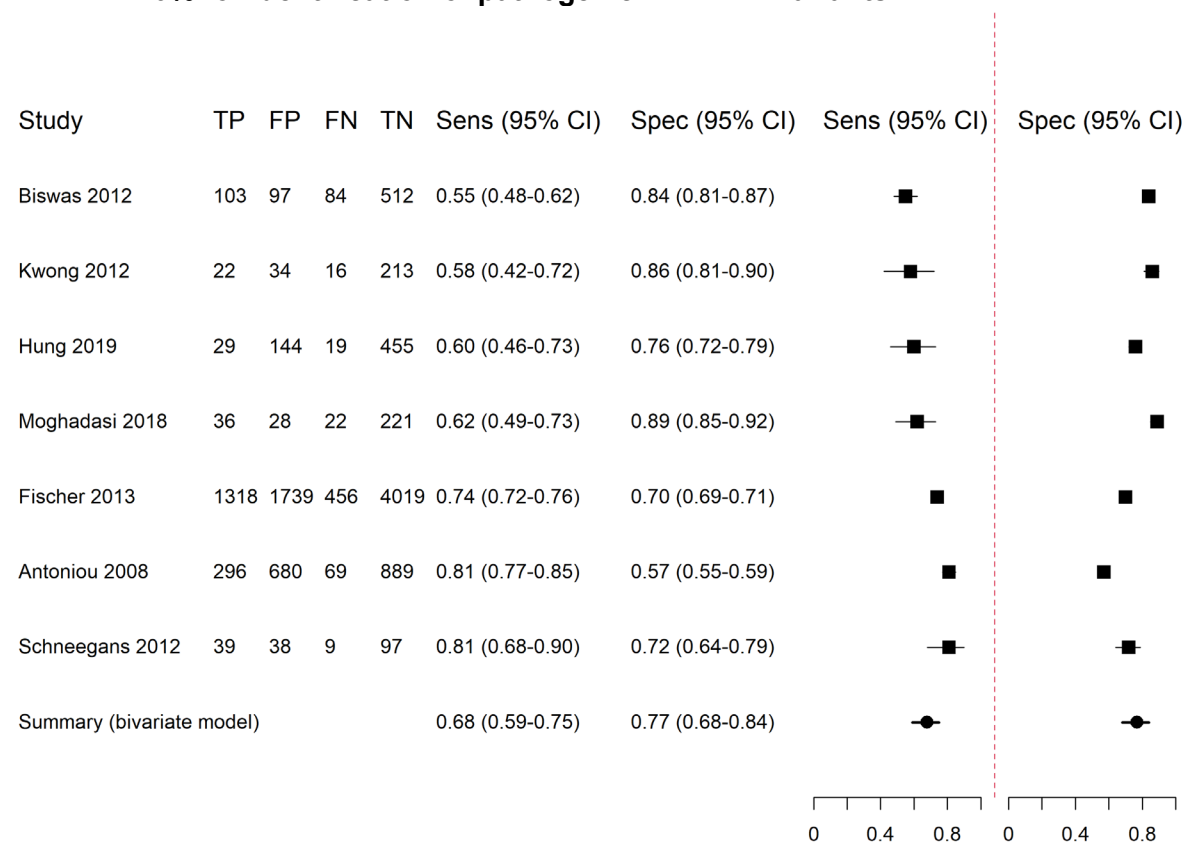 Study TP FP FN TN Sens (95% CI) Spec (95% CI) Sens (95% CI) Spec (95% CI)
Biswas 2012 103 97 84 512 0.55 (0.48-0.62) 0.84 (0.81-0.87)
Kwong 2012 22 34 16 213 0.58 (0.42-0.72) 0.86 (0.81-0.90)
Hung 2019 29 144 19 455 0.60 (0.46-0.73) 0.76 (0.72-0.79)
Moghadasi 2018 36 28 22 221 0.62 (0.49-0.73) 0.89 (0.85-0.92)
Fischer 2013 1318 1739 456 4019 0.74 (0.72-0.76) 0.70 (0.69-0.71)
Antoniou 2008 296 680 69 889 0.81 (0.77-0.85) 0.57 (0.55-0.59)
Schneegans 2012 39 38 9 97 0.81 (0.68-0.90) 0.72 (0.64-0.79)
Summary (bivariate model) 0.68 (0.59-0.75) 0.77 (0.68-0.84)
0 0.4 0.8 0 0.4 0.8